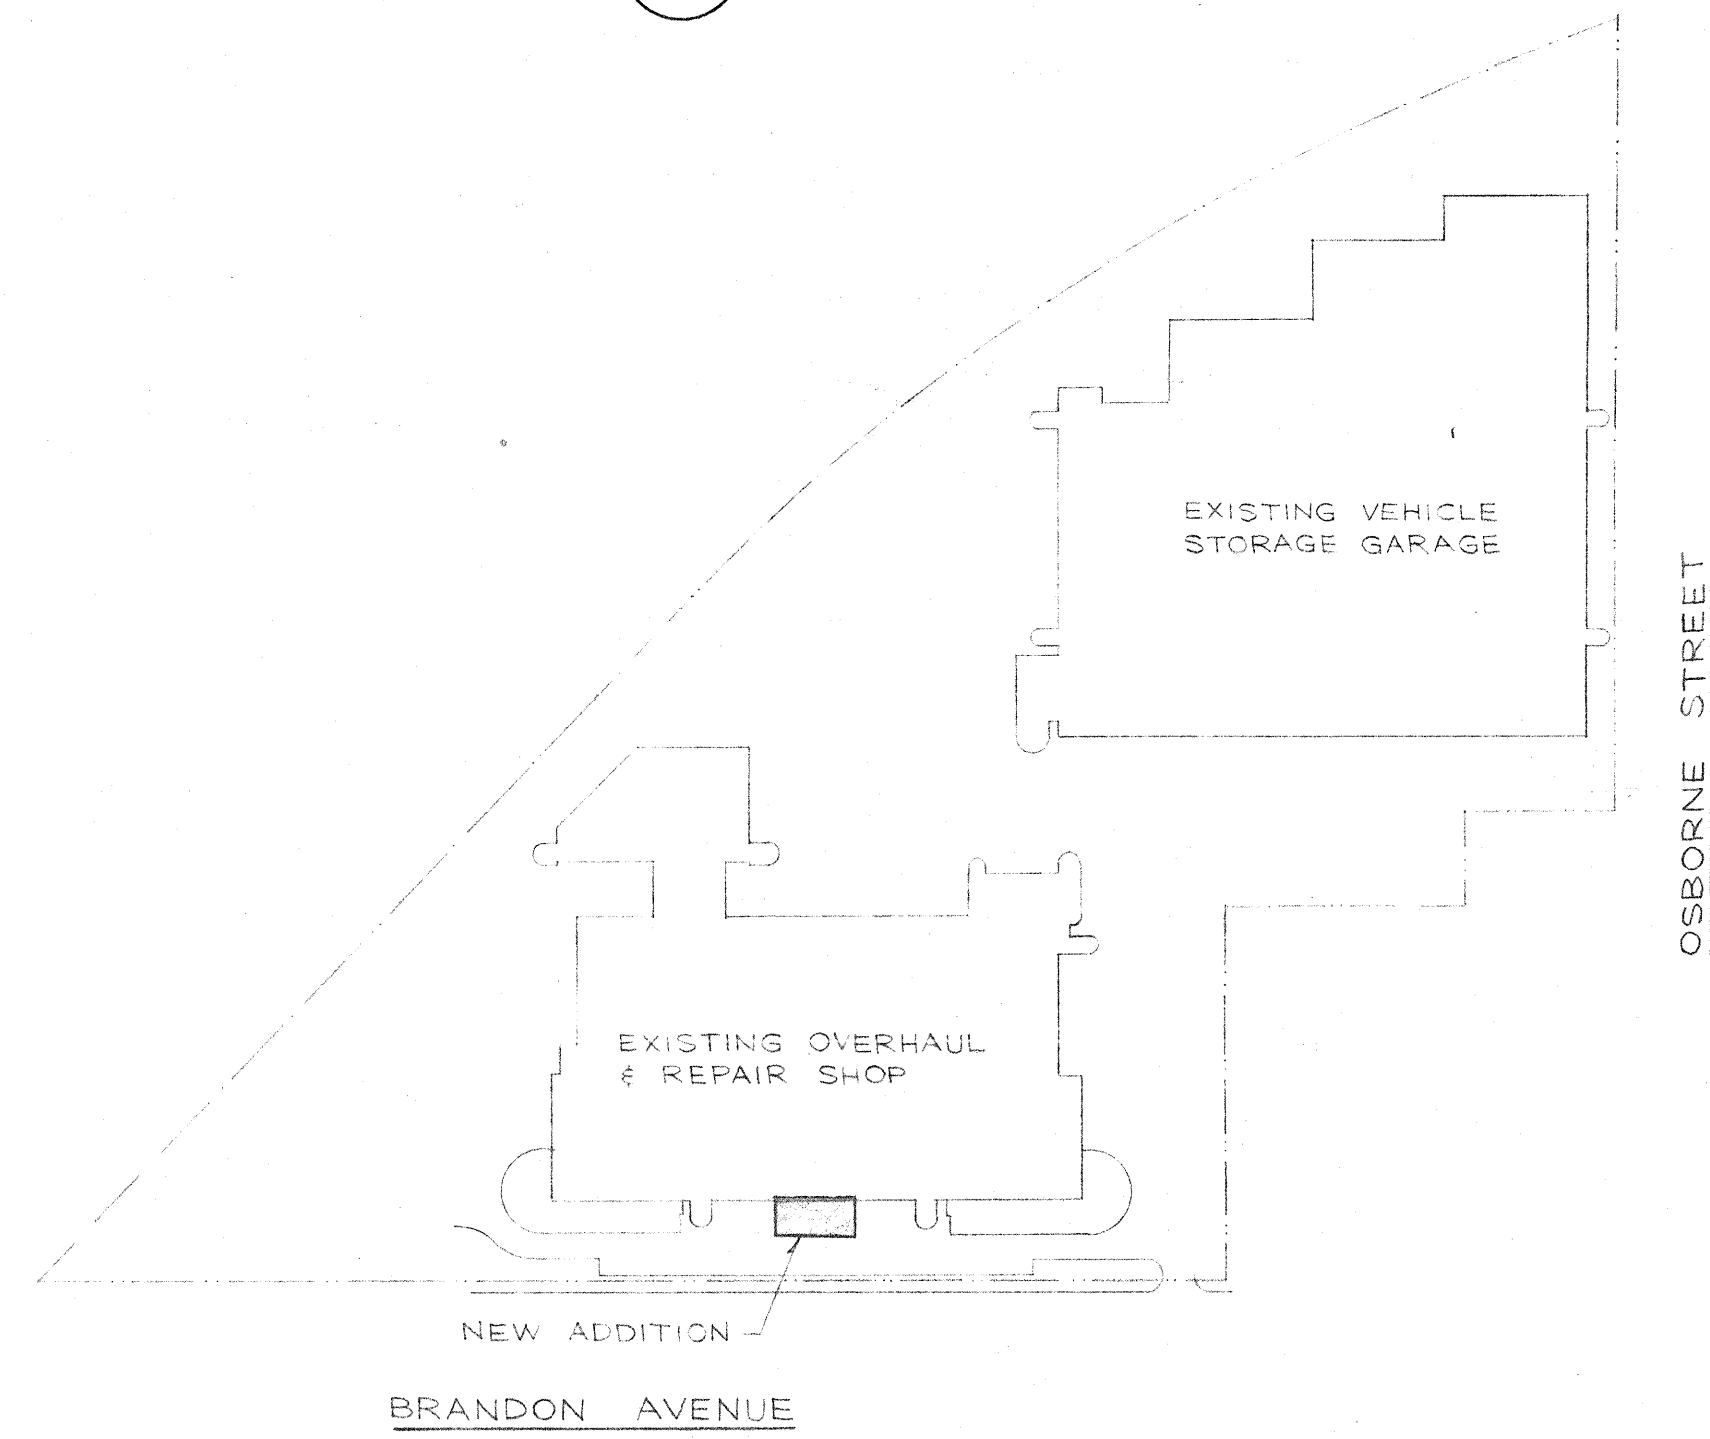 EXISTING VEHICLE
STORAGE GARAGE
OSBORNE STREET
EXISTING OVERHAUL
& REPAIR SHOP
NEW ADDITION
BRANDON AVENUE